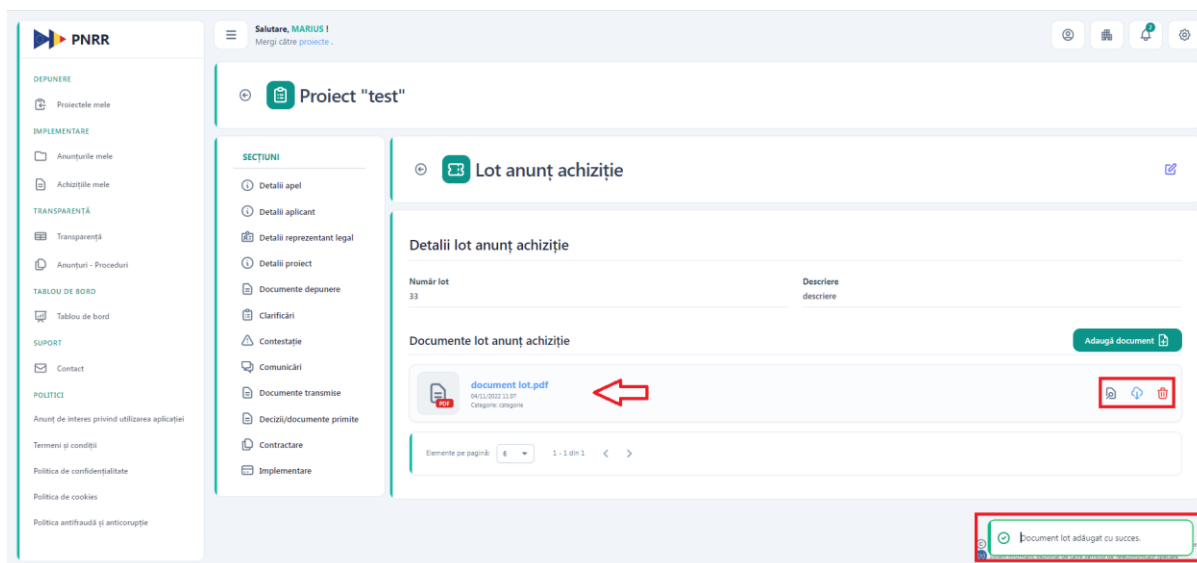 PNRR
Salutare, MARIUS !
Mergi către proiecte .
2
DEPUNERE
Proiectele mele
IMPLEMENTARE
Anunțurile mele
Achizițiile mele
TRANSPARENȚĂ
Transparență
Anunțuri - Proceduri
TABLOU DE BORD
Tablou de bord
SUPORT
Contact
POLITICI
Anunț de interes privind utilizarea aplicației
Termeni și condiții
Politica de confidențialitate
Politica de cookies
Politica antifraudă și anticorupție
Proiect "test"
SECȚIUNI
Detalii apel
Detalii aplicant
Detalii reprezentant legal
Detalii proiect
Documente depunere
Clarificări
Contestație
Comunicări
Documente transmise
Decizii/documente primite
Contractare
Implementare
Lot anunț achiziție
Detalii lot anunț achiziție
Număr lot
33
Descriere
descriere
Documente lot anunț achiziție
Adaugă document
PDF
document lot.pdf
04/11/2022 11:07
Categorie: categorie
Elemente pe pagină: 6 1 - 1 din 1
Document lot adăugat cu succes.